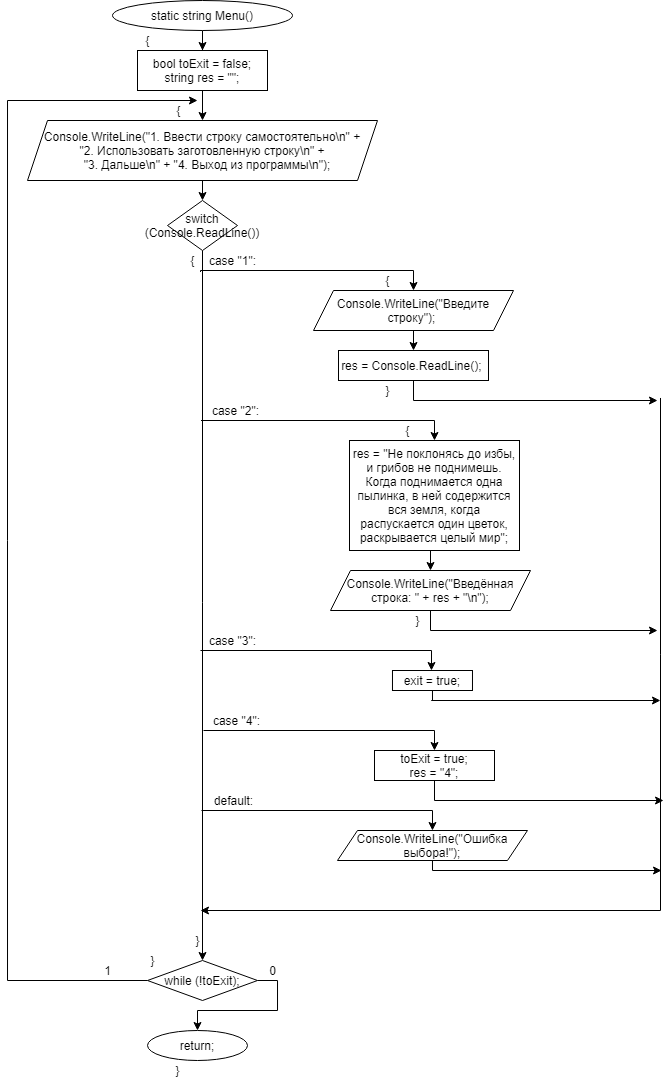 static string Menu()
{
bool toExit = false;
string res = "";
{
Console.WriteLine("1. Ввести строку самостоятельно\n" +
"2. Использовать заготовленную строку\n" +
"3. Дальше\n" + "4. Выход из программы\n");
switch
(Console.ReadLine())
{
case "1":
{
Console.WriteLine("Введите
строку");
res = Console.ReadLine();
}
case "2":
{
res = "Не поклонясь до избы,
и грибов не поднимешь.
Когда поднимается одна
пылинка, в ней содержится
вся земля, когда
распускается один цветок,
раскрывается целый мир";
Console.WriteLine("Введённая
строка: " + res + "\n");
}
case "3":
exit = true;
case "4":
toExit = true;
res = "4";
default:
Console.WriteLine("Ошибка
выбора!");
}
}
1
while (!toExit);
0
return;
}